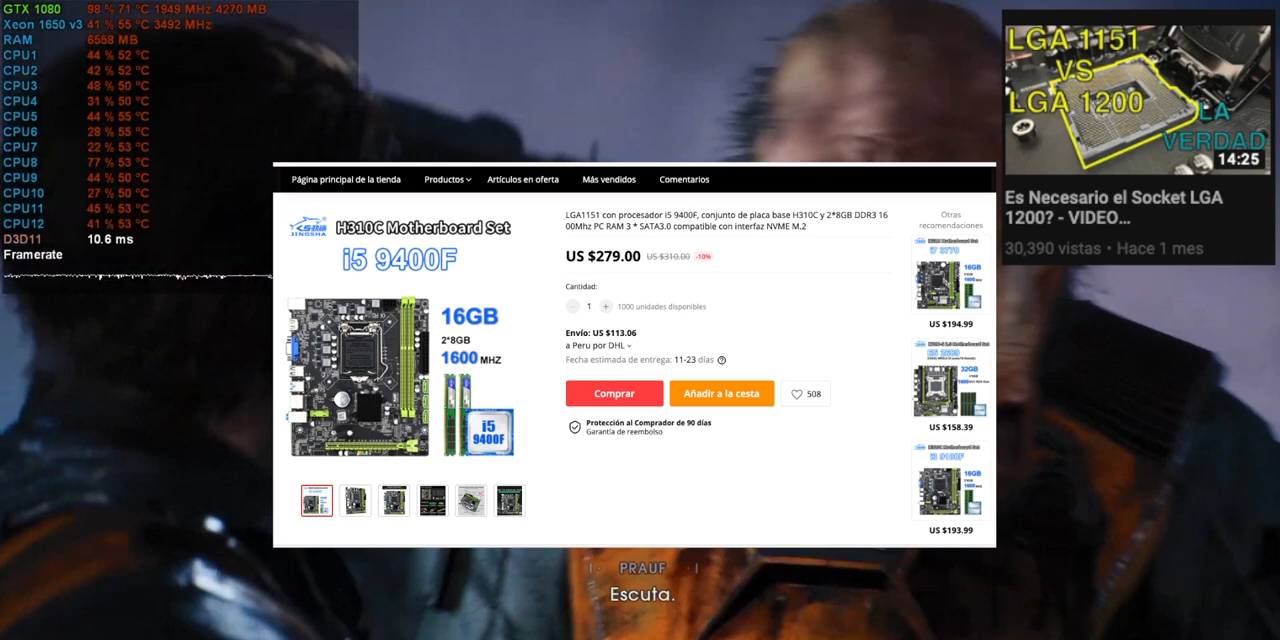 GTX 1080 98 % 71 °C 1949 MHz 4270 MB
Xeon 1650 v3 41 % 55 °C 3492 MHz
RAM 6558 MB
CPU1 44 % 52 °C
CPU2 42 % 52 °C
CPU3 48 % 50 °C
CPU4 31 % 50 °C
CPU5 44 % 55 °C
CPU6 28 % 55 °C
CPU7 22 % 53 °C
CPU8 77 % 53 °C
CPU9 44 % 50 °C
CPU10 27 % 50 °C
CPU11 45 % 53 °C
CPU12 41 % 53 °C
D3D11 10.6 ms
Framerate
LGA 1151
VS
LGA 1200
LA
VERDAD
14:25
Es Necesario el Socket LGA
1200? - VIDEO...
30,390 vistas • Hace 1 mes
Página principal de la tienda Productos Artículos en oferta Más vendidos Comentarios
JINGSHA
H310C Motherboard Set
i5 9400F
16GB
2*8GB
1600 MHZ
i5
9400F
LGA1151 con procesador i5 9400F, conjunto de placa base H310C y 2*8GB DDR3 16
00Mhz PC RAM 3 * SATA3.0 compatible con interfaz NVME M.2
US $279.00 US $310.00 -10%
Cantidad:
− 1 + 1000 unidades disponibles
Envío: US $113.06
a Peru por DHL
Fecha estimada de entrega: 11-23 días ?
Comprar Añadir a la cesta 508
Protección al Comprador de 90 días
Garantía de reembolso
Otras
recomendaciones
i7 3770
16GB
US $194.99
E5 2689
32GB
US $158.39
i3 9100F
16GB
US $193.99
PRAUF
Escuta.